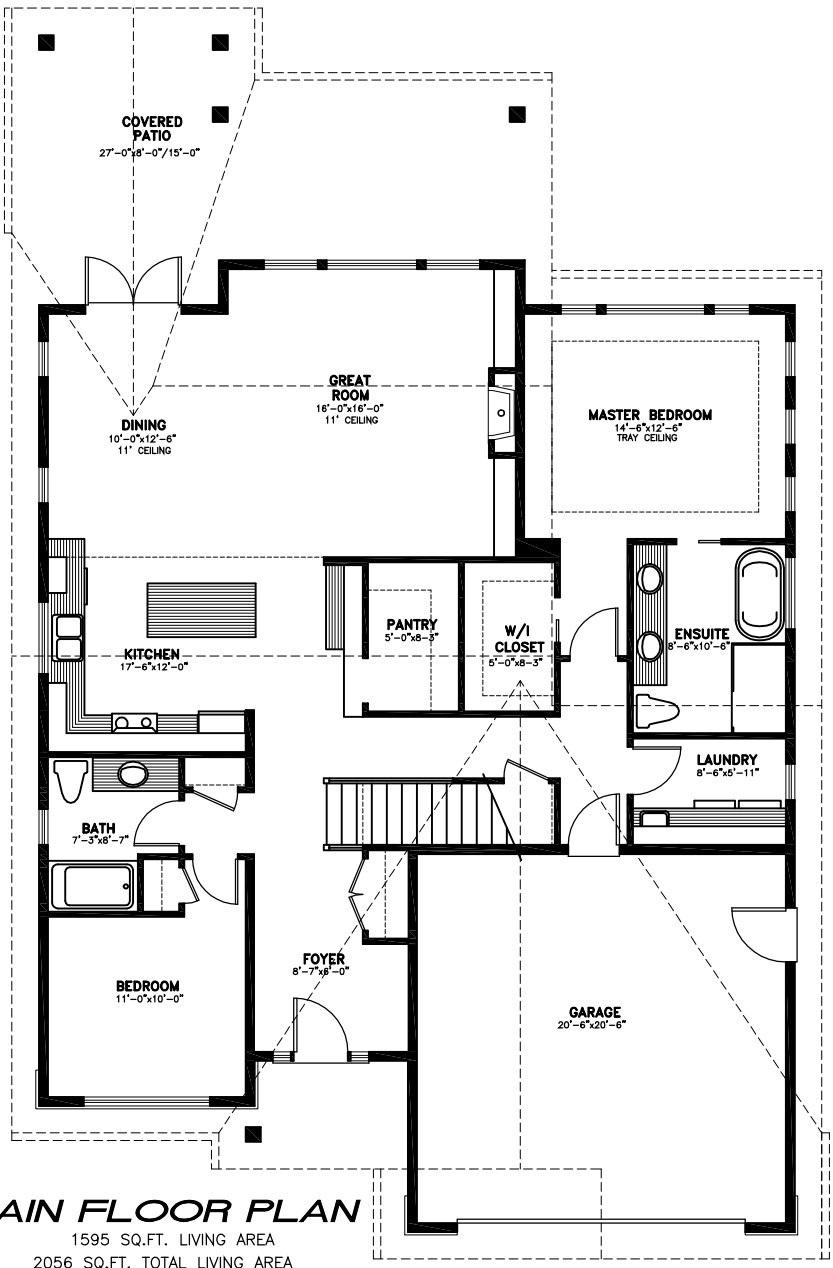 COVERED
PATIO
27'-0"x8'-0"/15'-0"
GREAT
ROOM
16'-0"x16'-0"
11' CEILING
DINING
10'-0"x12'-6"
11' CEILING
MASTER BEDROOM
14'-6"x12'-6"
TRAY CEILING
PANTRY
5'-0"x8-3"
W/I
CLOSET
5'-0"x8-3"
ENSUITE
8'-6"x10'-6"
KITCHEN
17'-6"x12'-0"
LAUNDRY
8'-6"x5'-11"
BATH
7'-3"x8'-7"
FOYER
8'-7"x6'-0"
BEDROOM
11'-0"x10'-0"
GARAGE
20'-6"x20'-6"
AIN FLOOR PLAN
1595 SQ.FT. LIVING AREA
2056 SQ.FT. TOTAL LIVING AREA